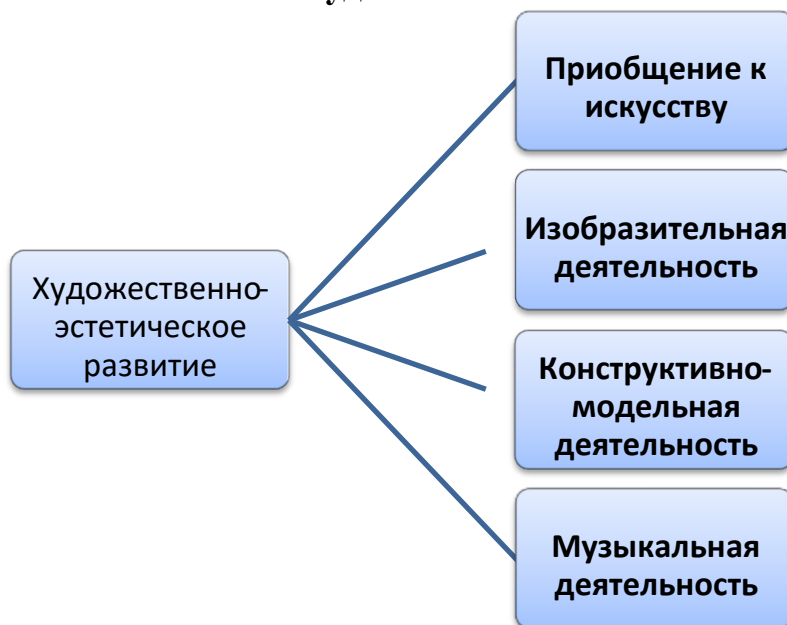 Художественно-
эстетическое
развитие
Приобщение к
искусству
Изобразительная
деятельность
Конструктивно-
модельная
деятельность
Музыкальная
деятельность